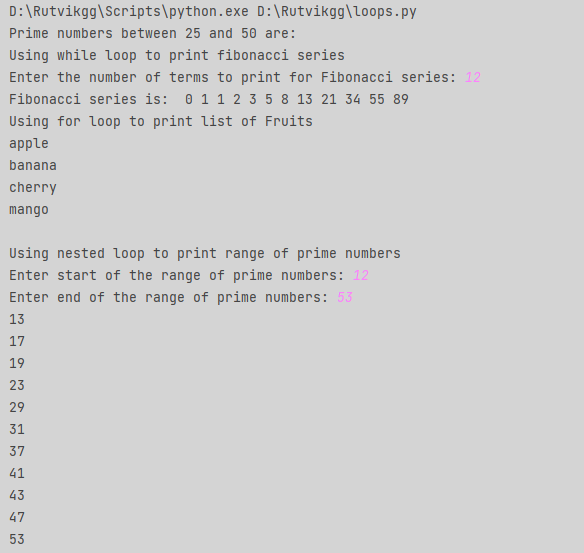 D:\Rutvikgg\Scripts\python.exe D:\Rutvikgg\loops.py
Prime numbers between 25 and 50 are:
Using while loop to print fibonacci series
Enter the number of terms to print for Fibonacci series: 12
Fibonacci series is:  0 1 1 2 3 5 8 13 21 34 55 89
Using for loop to print list of Fruits
apple
banana
cherry
mango

Using nested loop to print range of prime numbers
Enter start of the range of prime numbers: 12
Enter end of the range of prime numbers: 53
13
17
19
23
29
31
37
41
43
47
53